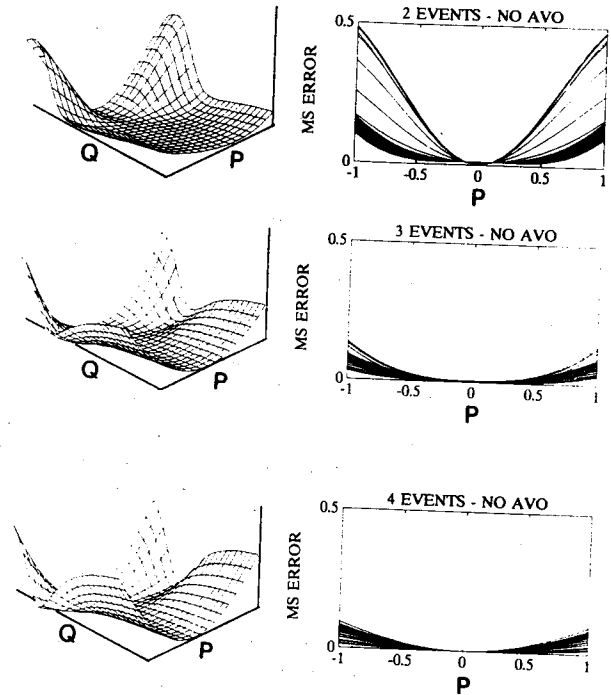 2 EVENTS - NO AVO
0.5
MS ERROR
0
-1 -0.5 0 0.5 1
P
Q P
3 EVENTS - NO AVO
0.5
MS ERROR
0
-1 -0.5 0 0.5 1
P
Q P
4 EVENTS - NO AVO
0.5
MS ERROR
0
-1 -0.5 0 0.5 1
P
Q P